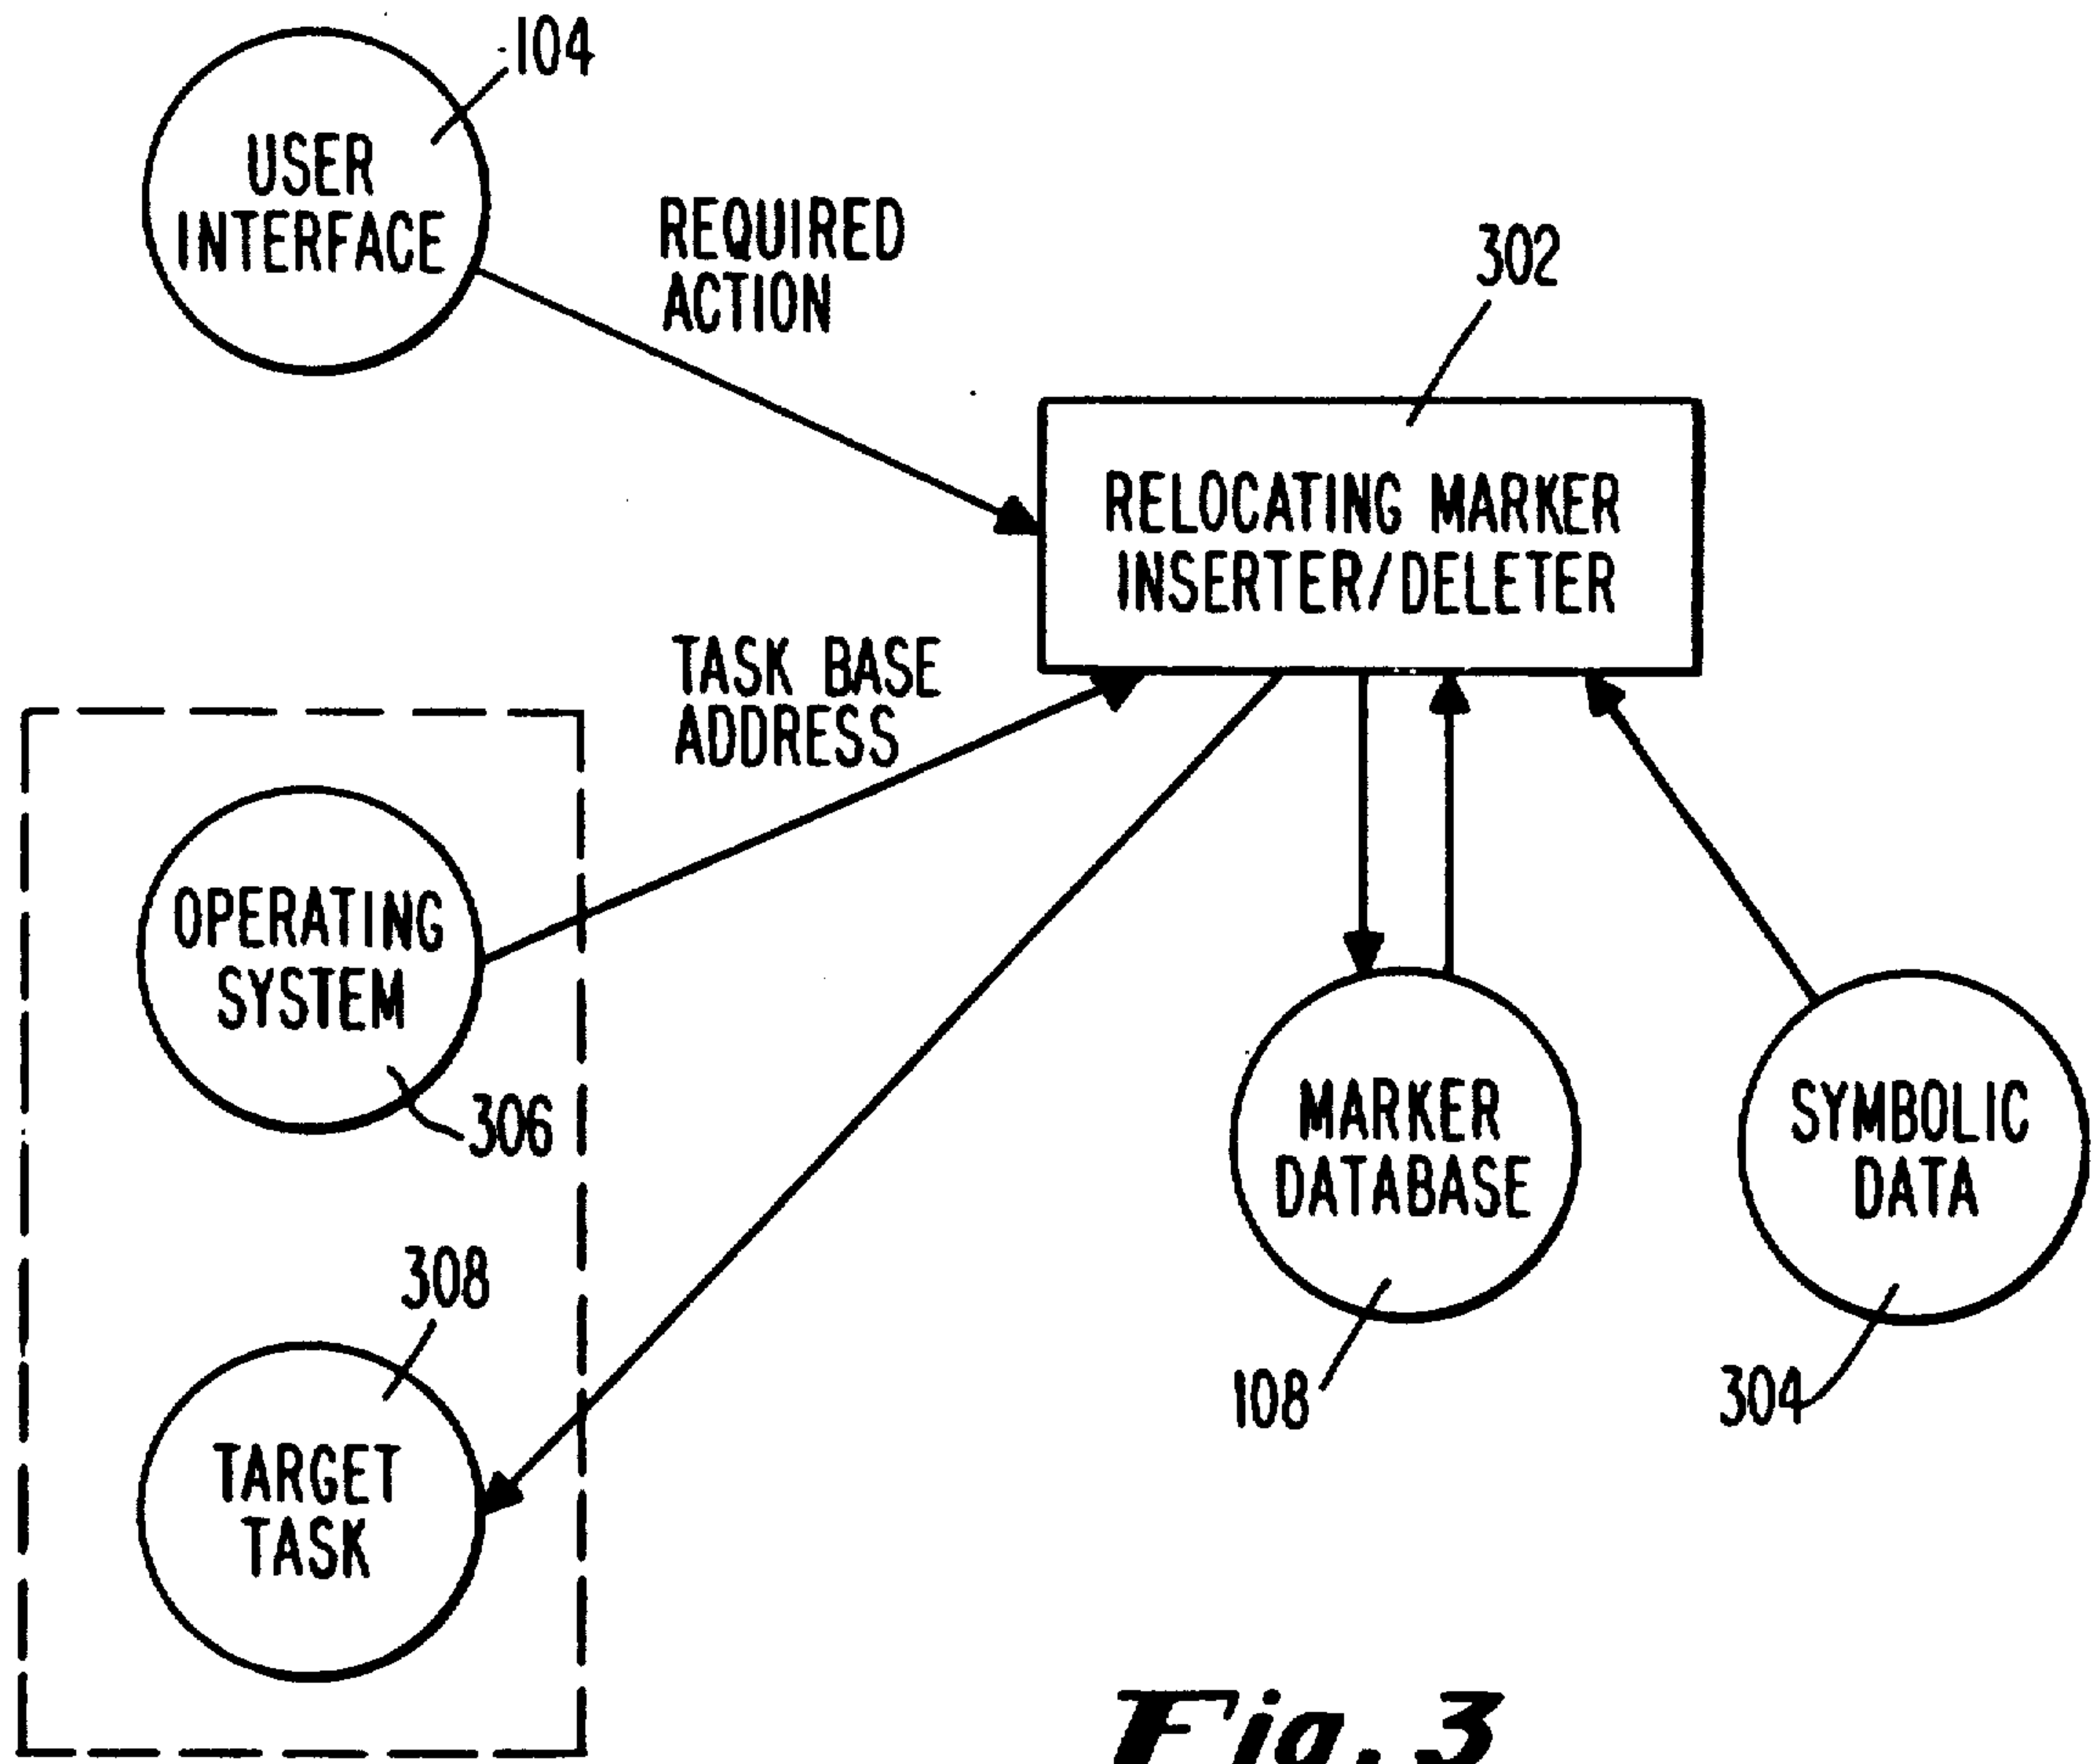 104
USER
INTERFACE
REQUIRED
ACTION
302
RELOCATING MARKER
INSERTER/DELETER
TASK BASE
ADDRESS
OPERATING
SYSTEM
306
MARKER
DATABASE
SYMBOLIC
DATA
308
108
304
TARGET
TASK
Fig. 3